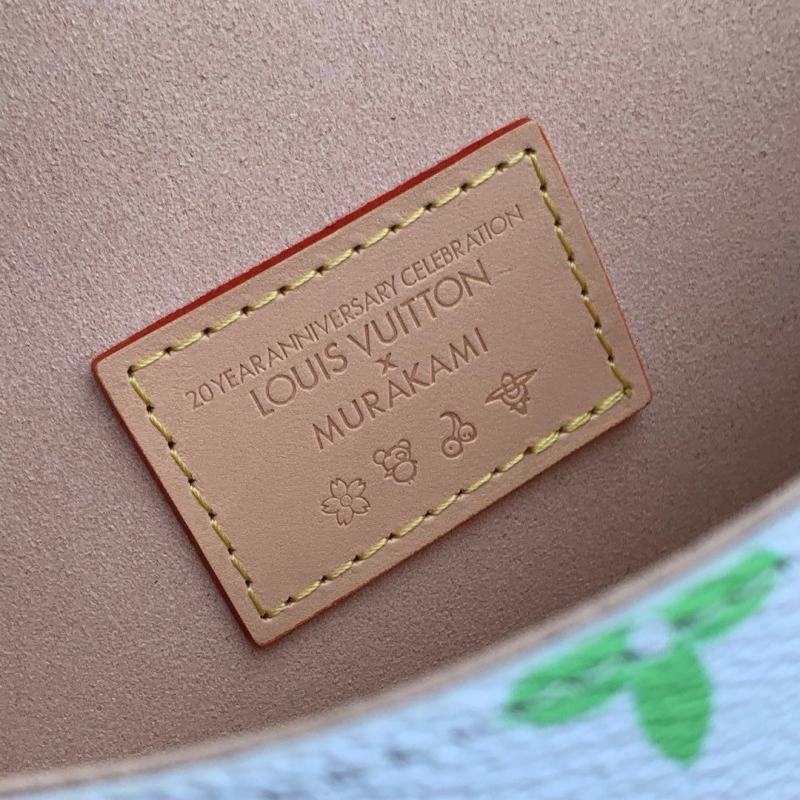 20 YEAR ANNIVERSARY CELEBRATION
LOUIS VUITTON
x
MURAKAMI